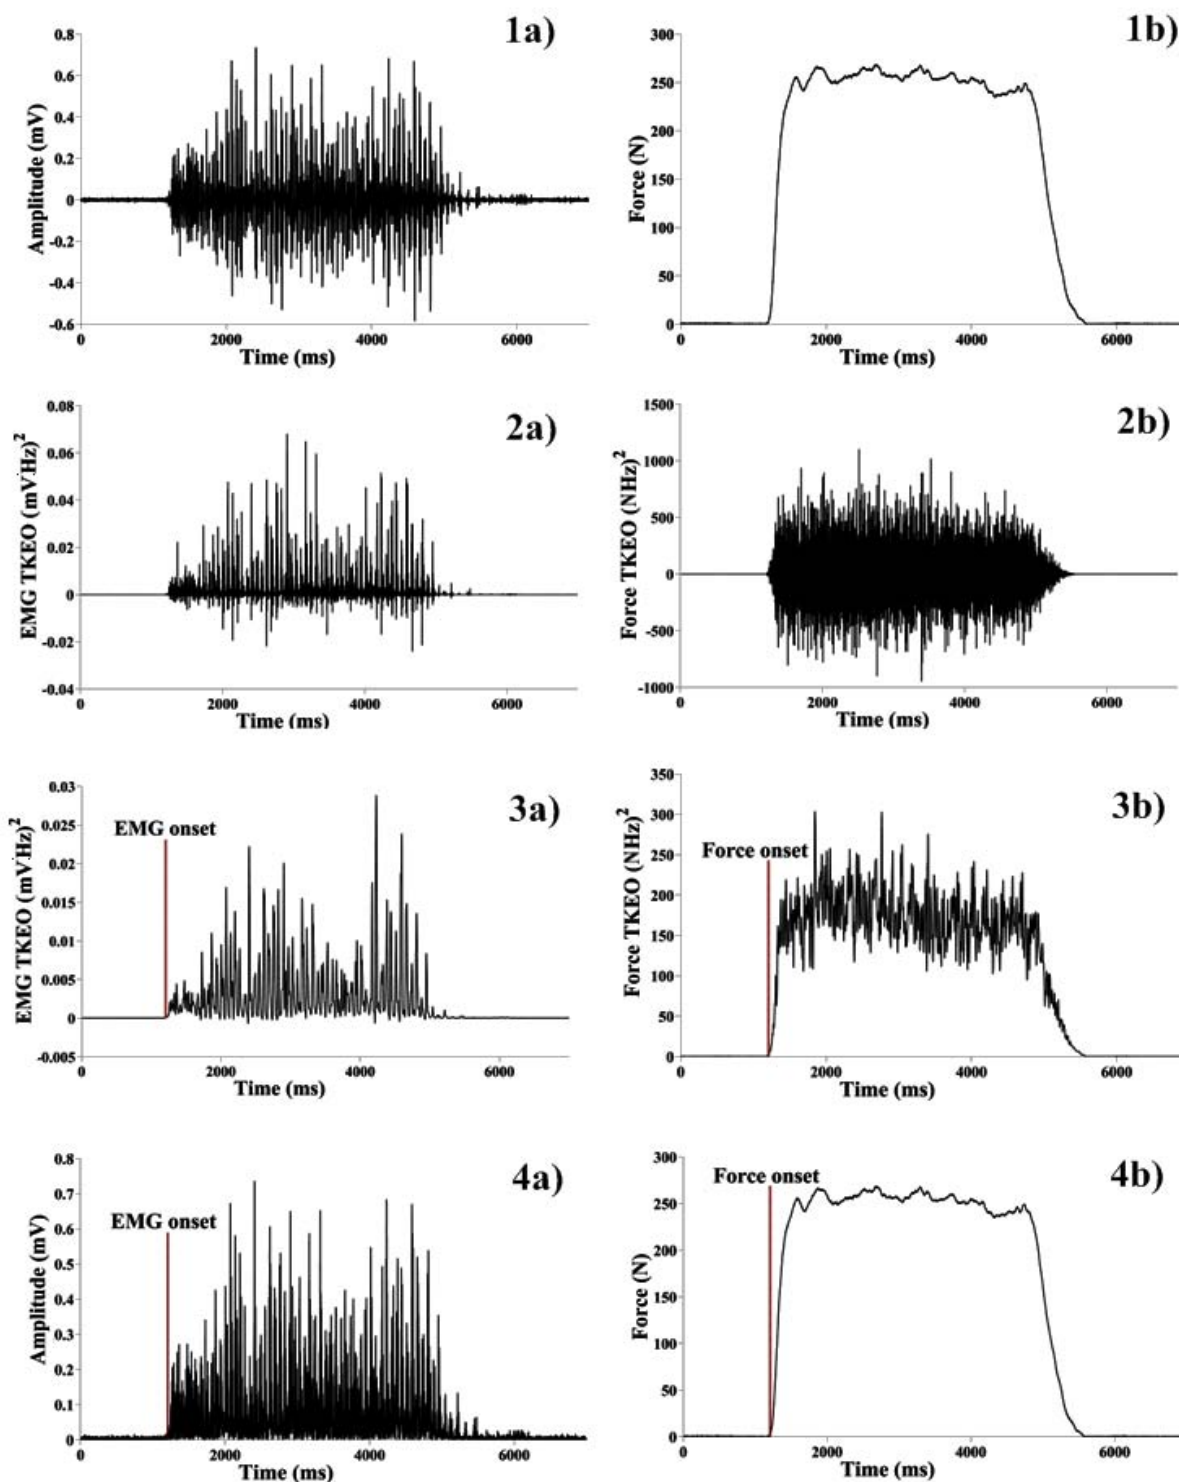 1a)
0.8
0.6
0.4
0.2
0
-0.2
-0.4
-0.6
Amplitude (mV)
0 2000 4000 6000
Time (ms)
1b)
300
250
200
150
100
50
0
Force (N)
0 2000 4000 6000
Time (ms)
2a)
0.08
0.06
0.04
0.02
0
-0.02
-0.04
EMG TKEO (mV.Hz)²
0 2000 4000 6000
Time (ms)
2b)
1500
1000
500
0
-500
-1000
Force TKEO (NHz)²
0 2000 4000 6000
Time (ms)
3a)
0.03
0.025
0.02
0.015
0.01
0.005
0
-0.005
EMG TKEO (mV.Hz)²
EMG onset
0 2000 4000 6000
Time (ms)
3b)
350
300
250
200
150
100
50
0
Force TKEO (NHz)²
Force onset
0 2000 4000 6000
Time (ms)
4a)
0.8
0.7
0.6
0.5
0.4
0.3
0.2
0.1
0
Amplitude (mV)
EMG onset
0 2000 4000 6000
Time (ms)
4b)
300
250
200
150
100
50
0
Force (N)
Force onset
0 2000 4000 6000
Time (ms)